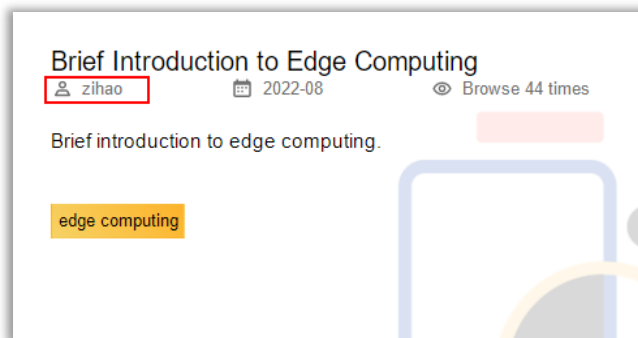 Brief Introduction to Edge Computing
zihao 2022-08 Browse 44 times
Brief introduction to edge computing.
edge computing